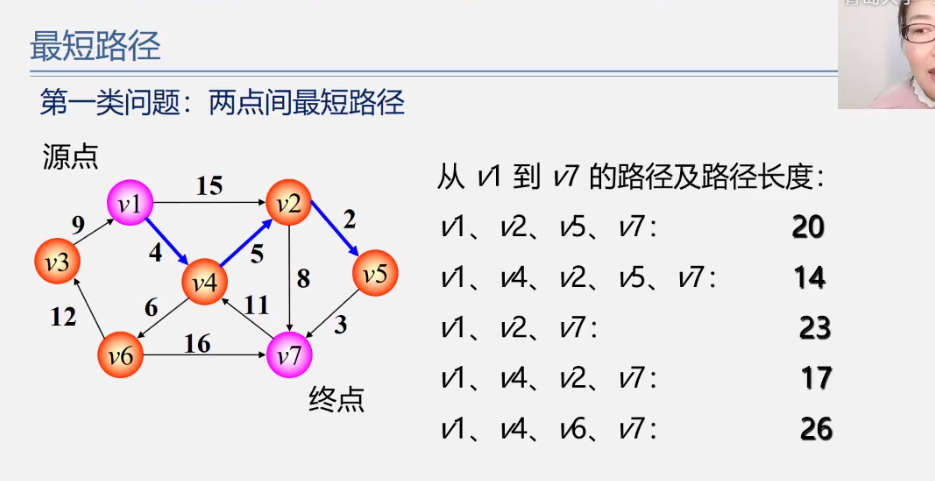 最短路径
第一类问题：两点间最短路径
源点
v1
15
v2
9
2
v3
4
5
v4
8
v5
12
6
11
3
v6
16
v7
终点
从 v1 到 v7 的路径及路径长度：
v1、v2、v5、v7： 20
v1、v4、v2、v5、v7： 14
v1、v2、v7： 23
v1、v4、v2、v7： 17
v1、v4、v6、v7： 26